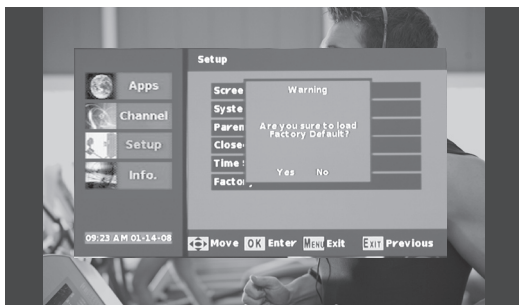 Setup
Apps
Channel
Setup
Info.
Scree
Syste
Paren
Close
Time
Factor
Warning
Are you sure to load
Factory Default?
Yes No
09:23 AM 01-14-08
Move OK Enter MENU Exit EXIT Previous